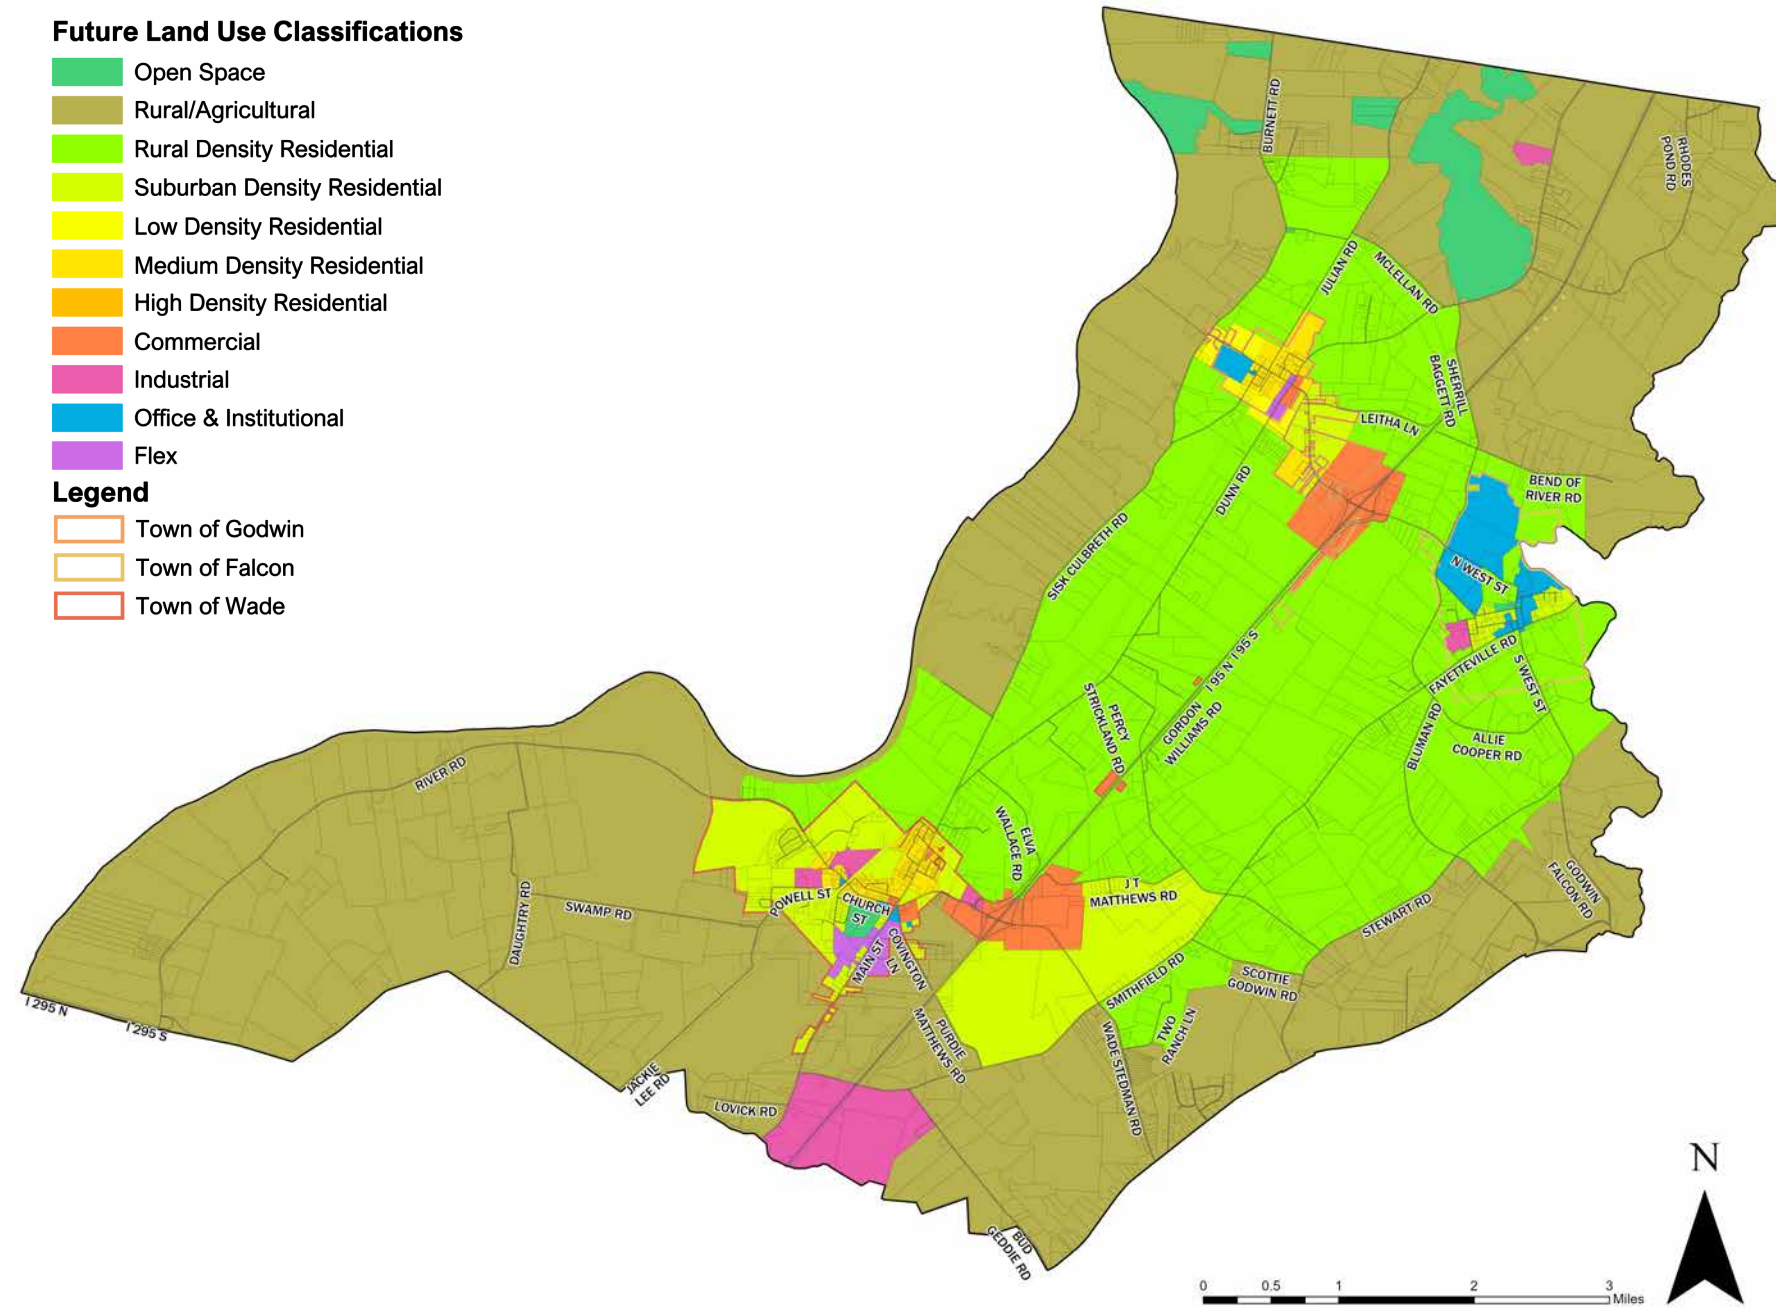 Future Land Use Classifications
Open Space
Rural/Agricultural
Rural Density Residential
Suburban Density Residential
Low Density Residential
Medium Density Residential
High Density Residential
Commercial
Industrial
Office & Institutional
Flex
Legend
Town of Godwin
Town of Falcon
Town of Wade
BURNETT RD
RHODES
POND RD
JULIAN RD
MCLELLAN RD
SHERRILL
BAGGETT RD
LEITHA LN
DUNN RD
BEND OF
RIVER RD
SISK CULBRETH RD
N WEST ST
I 95 N I 95 S
FAYETTEVILLE RD
S WEST ST
PERCY
STRICKLAND RD
GORDON
WILLIAMS RD
BLUMAN RD
ALLIE
COOPER RD
RIVER RD
ELVA
WALLACE RD
J T
MATTHEWS RD
GODWIN
FALCON RD
POWELL ST
CHURCH
ST
SWAMP RD
DAUGHTRY RD
STEWART RD
MAIN ST
COVINGTON
LN
SMITHFIELD RD
SCOTTIE
GODWIN RD
I 295 N
I 295 S
PURDIE
MATTHEWS RD
TWO
RANCH LN
WADE STEDMAN RD
JACKIE
LEE RD
LOVICK RD
BUD
GEDDIE RD
N
0 0.5 1 2 3
Miles